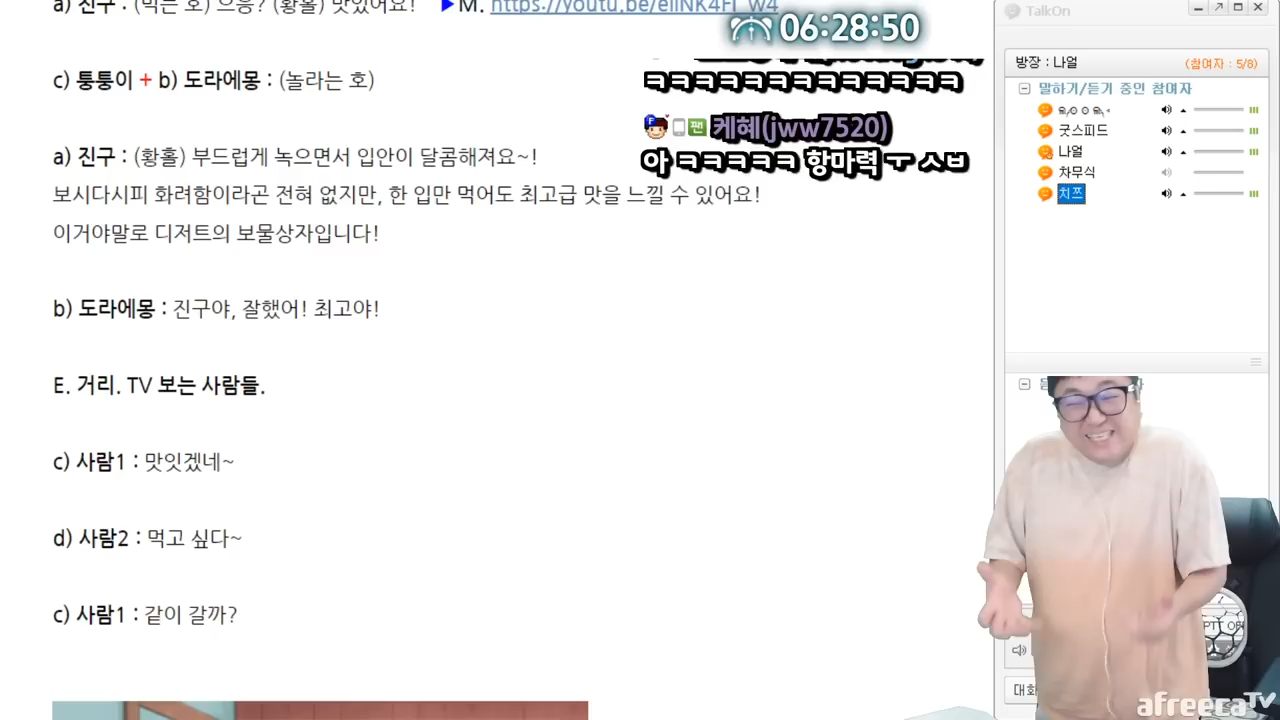 a) 진구 : (먹는 호) 으응? (황홀) 맛있어요! ▶M.
06:28:50
c) 퉁퉁이 + b) 도라에몽 : (놀라는 호)
ㅋㅋㅋㅋㅋㅋㅋㅋㅋㅋㅋㅋㅋ
케혜(jww7520)
아 ㅋㅋㅋㅋㅋ 항마력 ㅜ ㅅㅂ
a) 진구 : (황홀) 부드럽게 녹으면서 입안이 달콤해져요~!
보시다시피 화려함이라곤 전혀 없지만, 한 입만 먹어도 최고급 맛을 느낄 수 있어요!
이거야말로 디저트의 보물상자입니다!
b) 도라에몽 : 진구야, 잘했어! 최고야!
E. 거리. TV 보는 사람들.
c) 사람1 : 맛잇겠네~
d) 사람2 : 먹고 싶다~
c) 사람1 : 같이 갈까?
TalkOn
방장 : 나얼
(참여자 : 5/8)
말하기/듣기 중인 참여자
굿스피드
나얼
차무식
치쯔
대화
afreecaTV